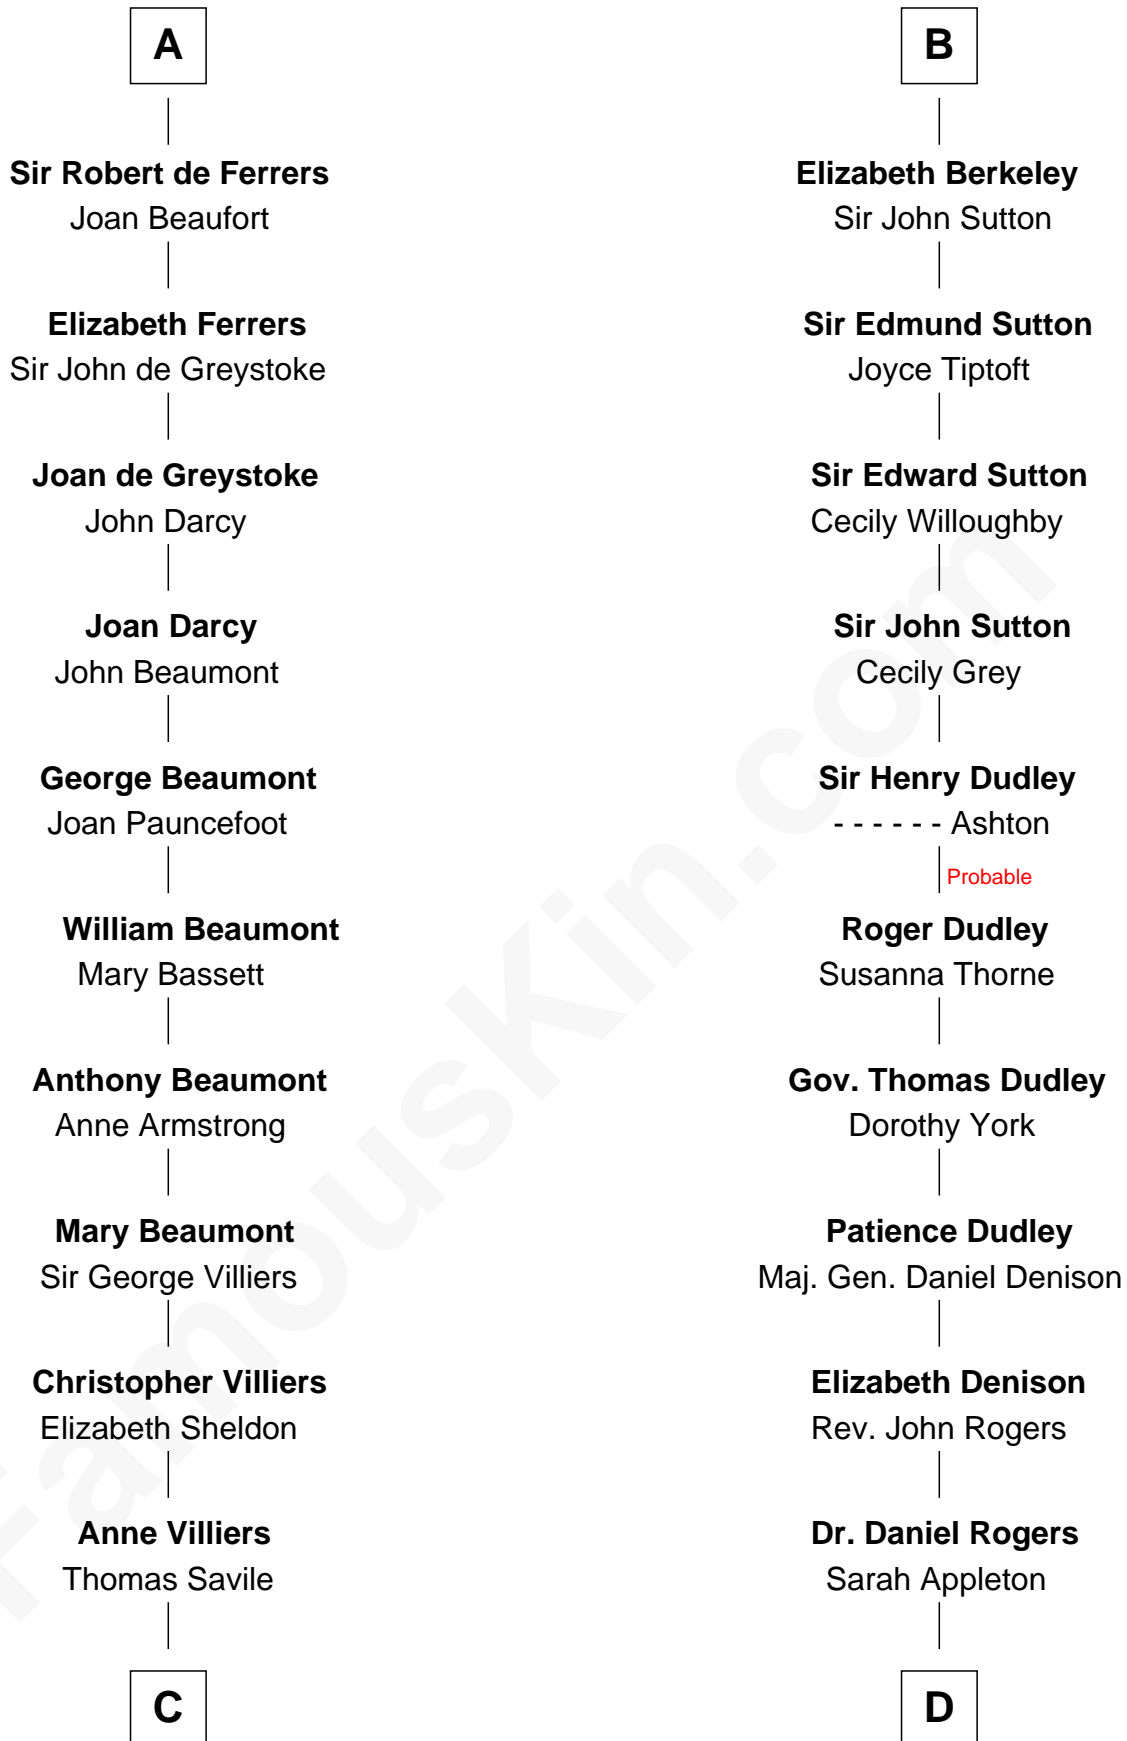 A
Sir Robert de Ferrers
Joan Beaufort
Elizabeth Ferrers
Sir John de Greystoke
Joan de Greystoke
John Darcy
Joan Darcy
John Beaumont
George Beaumont
Joan Pauncefoot
William Beaumont
Mary Bassett
Anthony Beaumont
Anne Armstrong
Mary Beaumont
Sir George Villiers
Christopher Villiers
Elizabeth Sheldon
Anne Villiers
Thomas Savile
C
B
Elizabeth Berkeley
Sir John Sutton
Sir Edmund Sutton
Joyce Tiptoft
Sir Edward Sutton
Cecily Willoughby
Sir John Sutton
Cecily Grey
Sir Henry Dudley
- - - - - - Ashton
Probable
Roger Dudley
Susanna Thorne
Gov. Thomas Dudley
Dorothy York
Patience Dudley
Maj. Gen. Daniel Denison
Elizabeth Denison
Rev. John Rogers
Dr. Daniel Rogers
Sarah Appleton
D
FamousKin.com